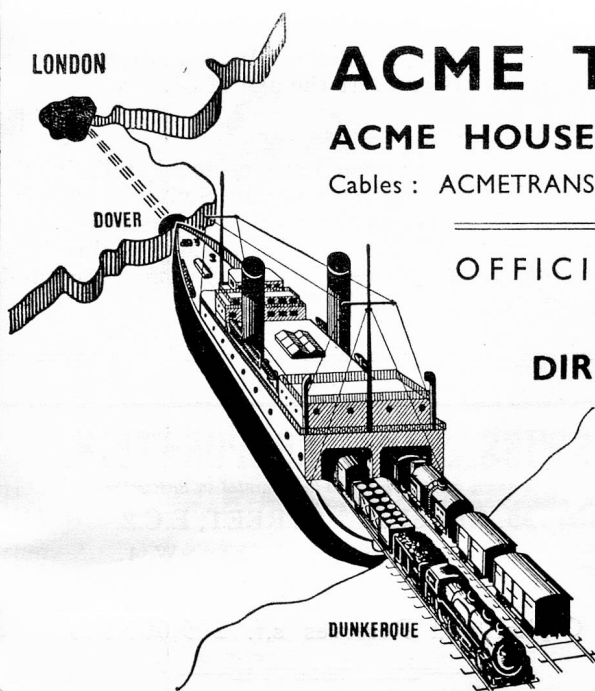 LONDON
ACME T
ACME HOUSE
Cables : ACMETRANS
DOVER
OFFICI
DIR
DUNKERQUE